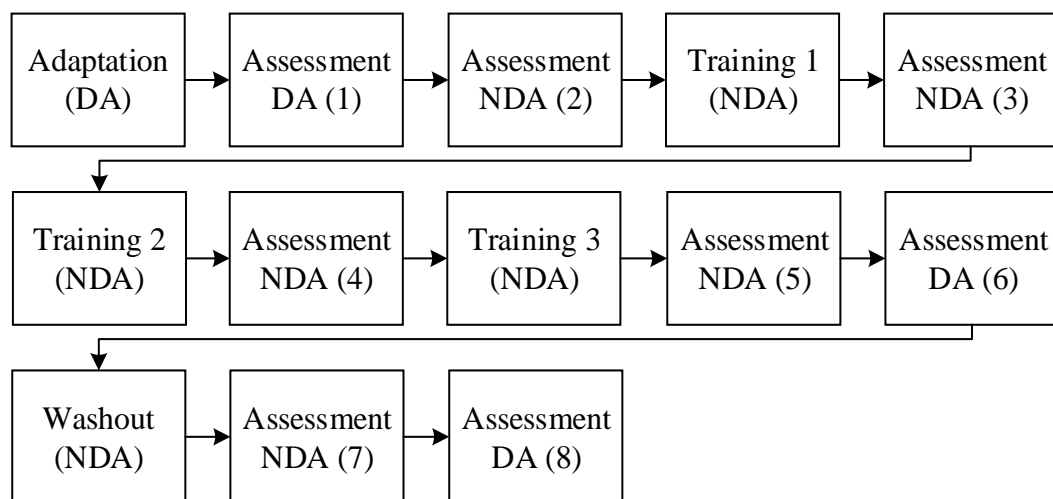 Adaptation
(DA)
Assessment
DA (1)
Assessment
NDA (2)
Training 1
(NDA)
Assessment
NDA (3)
Training 2
(NDA)
Assessment
NDA (4)
Training 3
(NDA)
Assessment
NDA (5)
Assessment
DA (6)
Washout
(NDA)
Assessment
NDA (7)
Assessment
DA (8)